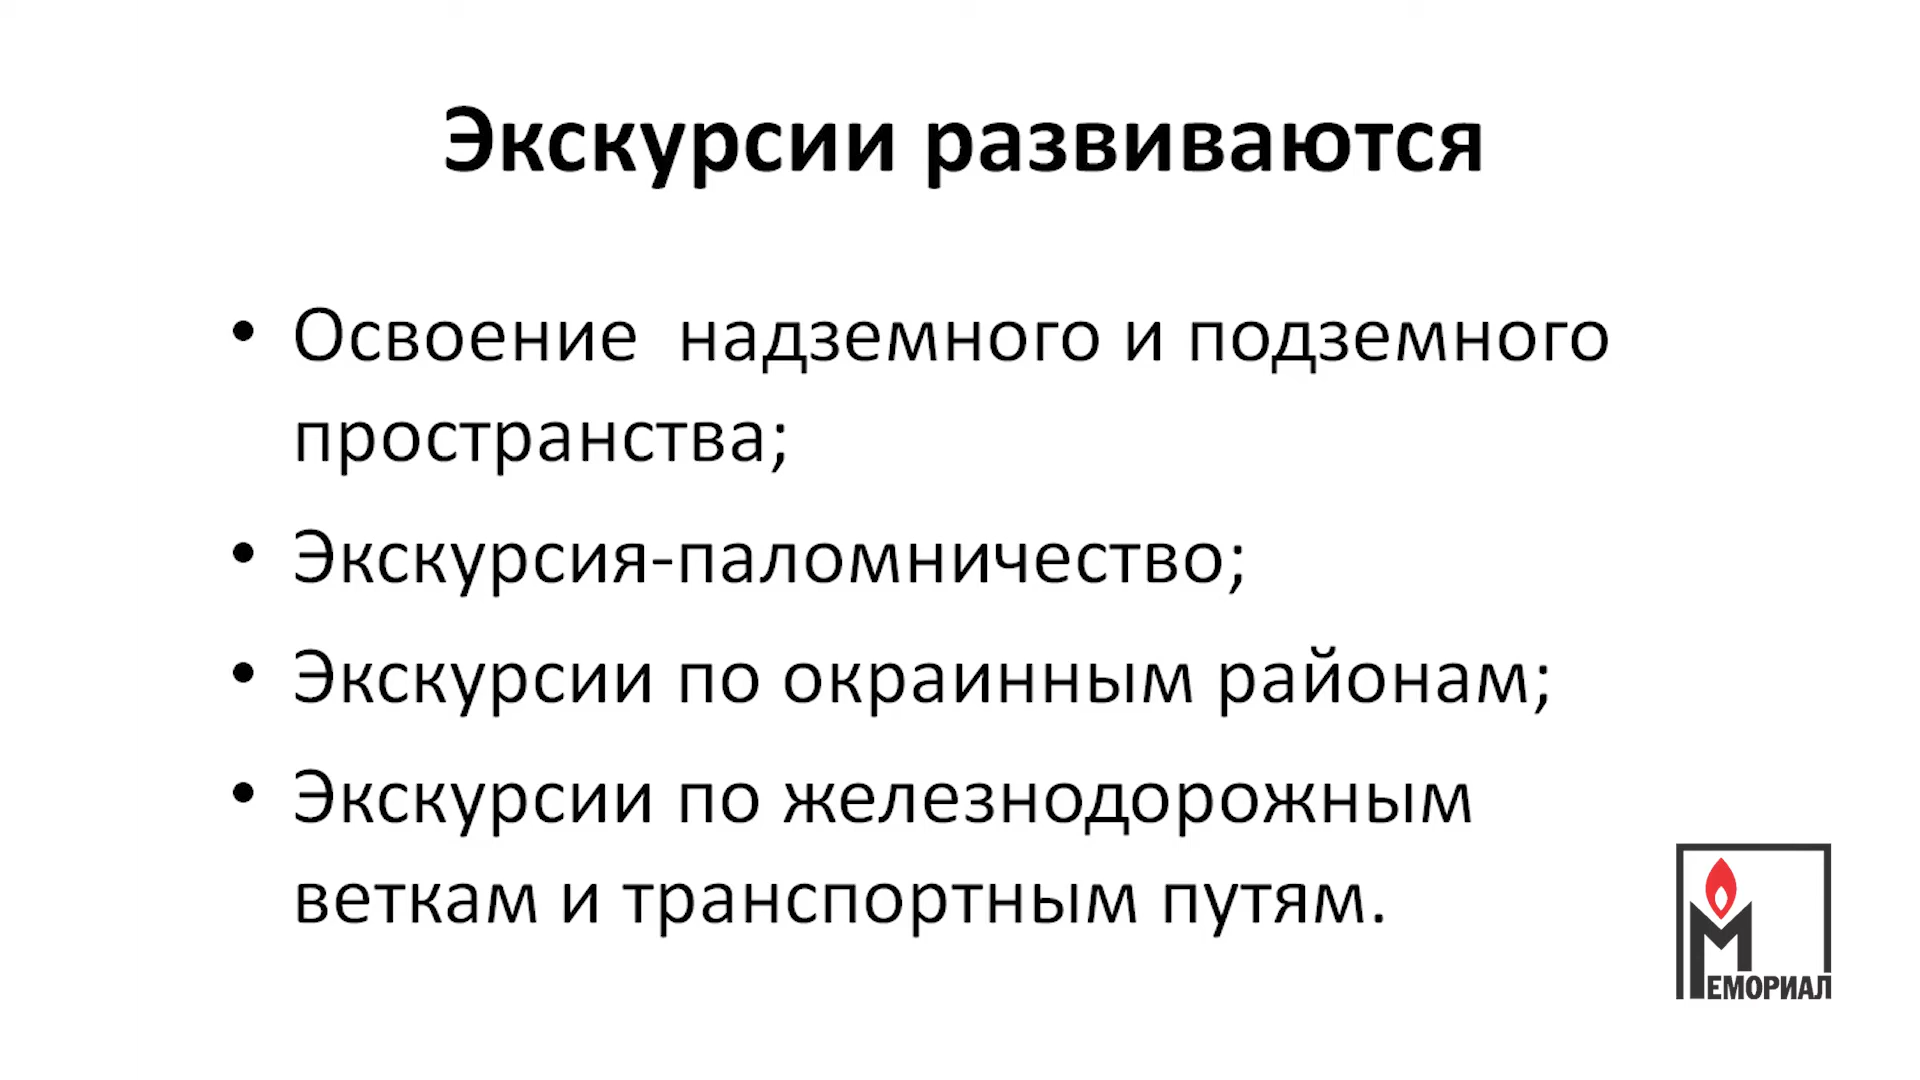 Экскурсии развиваются
• Освоение надземного и подземного
пространства;
• Экскурсия-паломничество;
• Экскурсии по окраинным районам;
• Экскурсии по железнодорожным
веткам и транспортным путям.
МЕМОРИАЛ